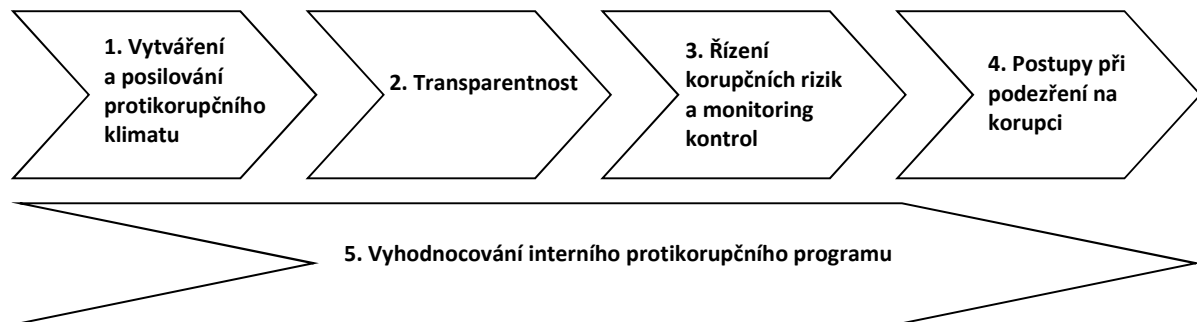 1. Vytváření
a posilování
protikorupčního
klimatu
2. Transparentnost
3. Řízení
korupčních rizik
a monitoring
kontrol
4. Postupy při
podezření na
korupci
5. Vyhodnocování interního protikorupčního programu